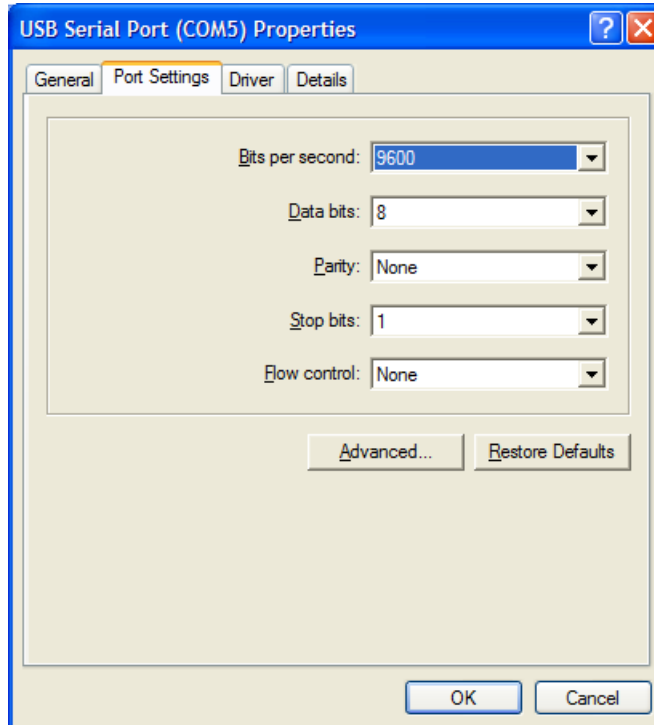 USB Serial Port (COM5) Properties
General Port Settings Driver Details
Bits per second: 9600
Data bits: 8
Parity: None
Stop bits: 1
Flow control: None
Advanced... Restore Defaults
OK Cancel